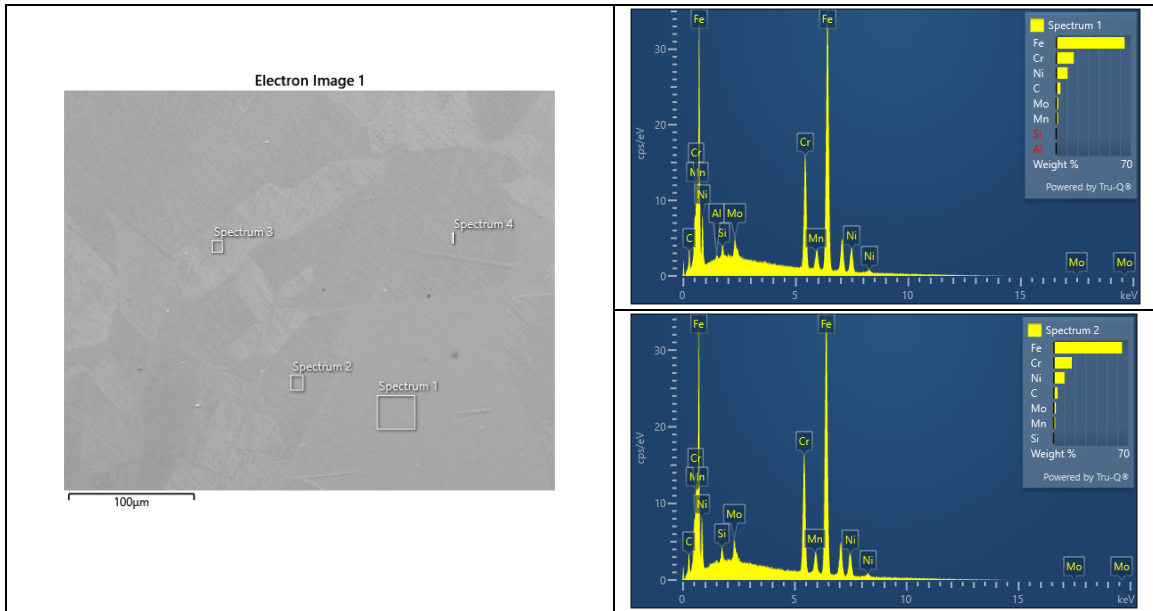 Electron Image 1
Spectrum 3
Spectrum 4
Spectrum 2
Spectrum 1
100µm
Fe
Fe
Cr
Mn
Ni
C
Al
Mo
Si
Cr
Mn
Ni
Ni
Mo
Mo
cps/eV
30
20
10
0
0
5
10
15
keV
Spectrum 1
Fe
Cr
Ni
C
Mo
Mn
Si
Al
Weight %
70
Powered by Tru-Q®
Fe
Fe
Cr
Mn
Ni
C
Si
Mo
Cr
Mn
Ni
Ni
Mo
Mo
cps/eV
30
20
10
0
0
5
10
15
keV
Spectrum 2
Fe
Cr
Ni
C
Mo
Mn
Si
Weight %
70
Powered by Tru-Q®